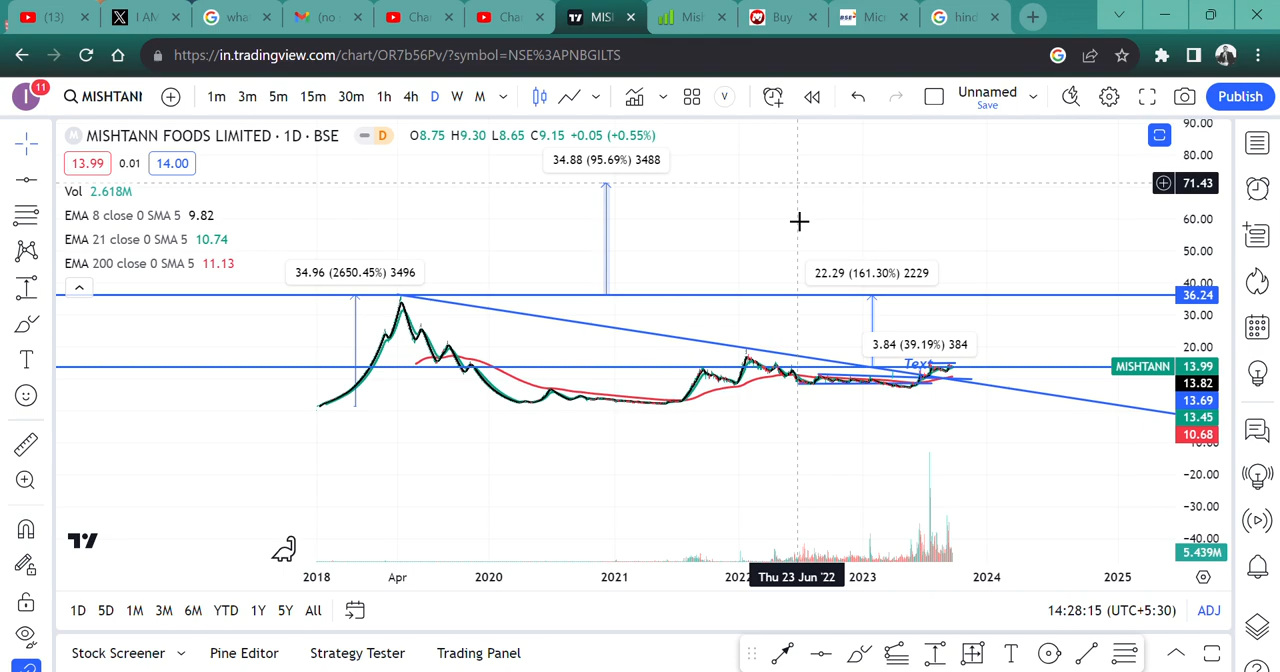 (13) I AM wha (no Cha Cha MISH Mish Buy Micr hind
https://in.tradingview.com/chart/OR7b56Pv/?symbol=NSE%3APNBGILTS
I 11 MISHTANI 1m 3m 5m 15m 30m 1h 4h D W M V Unnamed Save Publish
M MISHTANN FOODS LIMITED · 1D · BSE D O8.75 H9.30 L8.65 C9.15 +0.05 (+0.55%)
13.99 0.01 14.00
Vol 2.618M
EMA 8 close 0 SMA 5 9.82
EMA 21 close 0 SMA 5 10.74
EMA 200 close 0 SMA 5 11.13
34.88 (95.69%) 3488
34.96 (2650.45%) 3496
22.29 (161.30%) 2229
3.84 (39.19%) 384
Text
90.00
80.00
71.43
60.00
50.00
40.00
36.24
30.00
20.00
MISHTANN 13.99
13.82
13.69
13.45
10.68
−20.00
−30.00
−40.00
5.439M
2018 Apr 2020 2021 2022 Thu 23 Jun '22 2023 2024 2025
1D 5D 1M 3M 6M YTD 1Y 5Y All 14:28:15 (UTC+5:30) ADJ
Stock Screener Pine Editor Strategy Tester Trading Panel